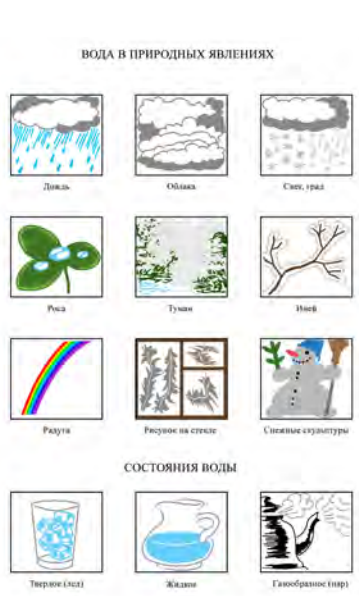 ВОДА В ПРИРОДНЫХ ЯВЛЕНИЯХ
Дождь
Облака
Снег, град
Роса
Туман
Иней
Радуга
Рисунок на стекле
Снежные скульптуры
СОСТОЯНИЯ ВОДЫ
Твердое (лед)
Жидкое
Газообразное (пар)